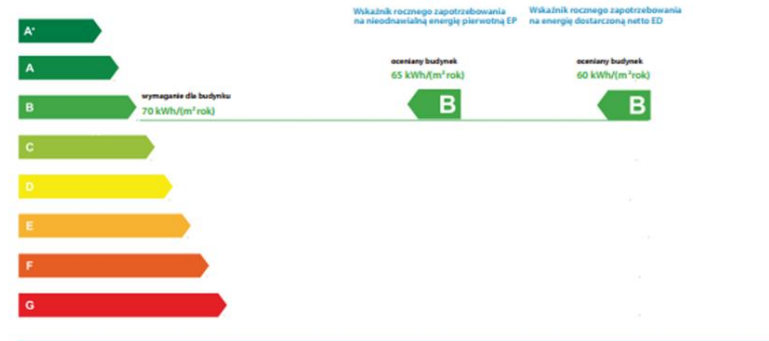 Wskaźnik rocznego zapotrzebowania
na nieodnawialną energię pierwotną EP
Wskaźnik rocznego zapotrzebowania
na energię dostarczoną netto ED
A⁺
A
oceniany budynek
65 kWh/(m²rok)
oceniany budynek
60 kWh/(m²rok)
B
wymaganie dla budynku
70 kWh/(m²rok)
B
B
C
D
E
F
G